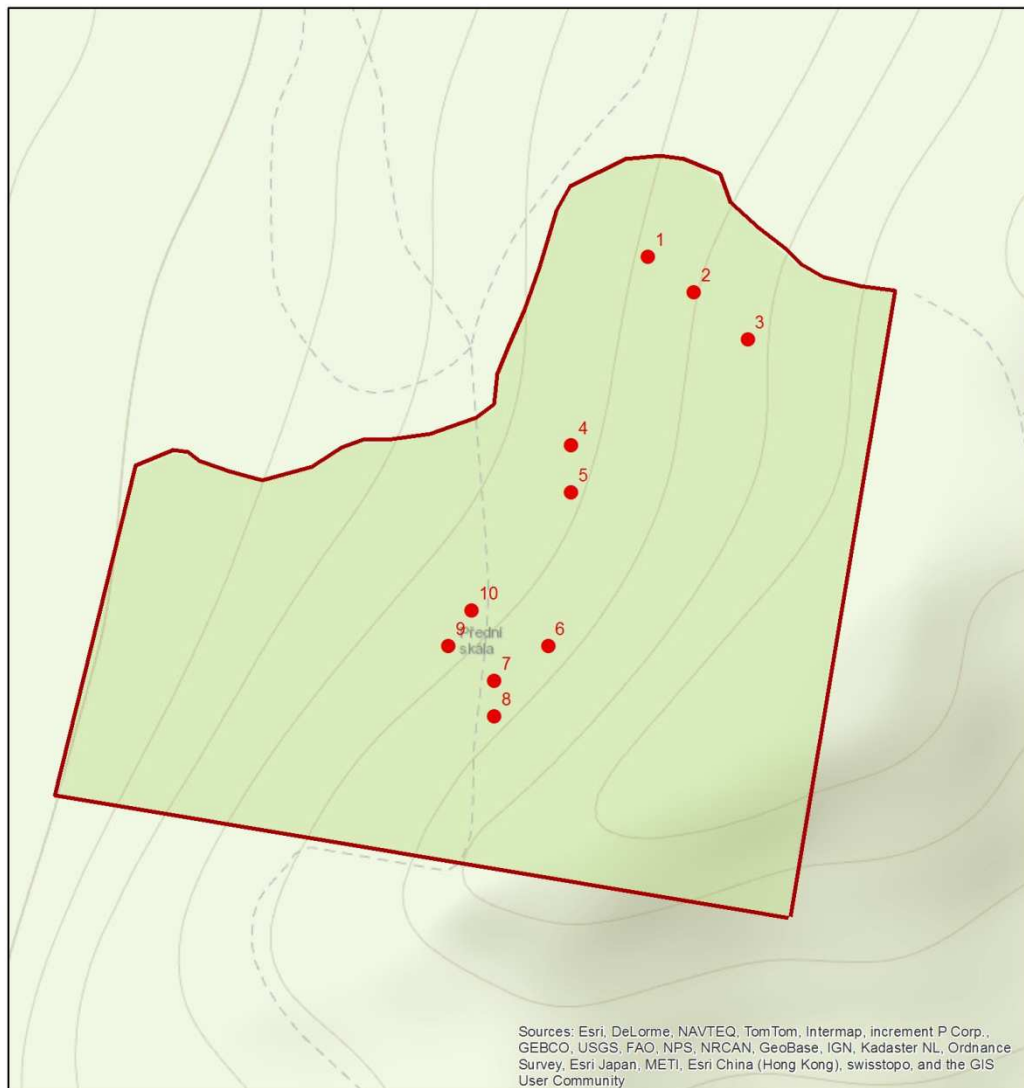 1
2
3
4
5
10
9
6
Přední
skála
7
8
Sources: Esri, DeLorme, NAVTEQ, TomTom, Intermap, increment P Corp.,
GEBCO, USGS, FAO, NPS, NRCAN, GeoBase, IGN, Kadaster NL, Ordnance
Survey, Esri Japan, METI, Esri China (Hong Kong), swisstopo, and the GIS
User Community